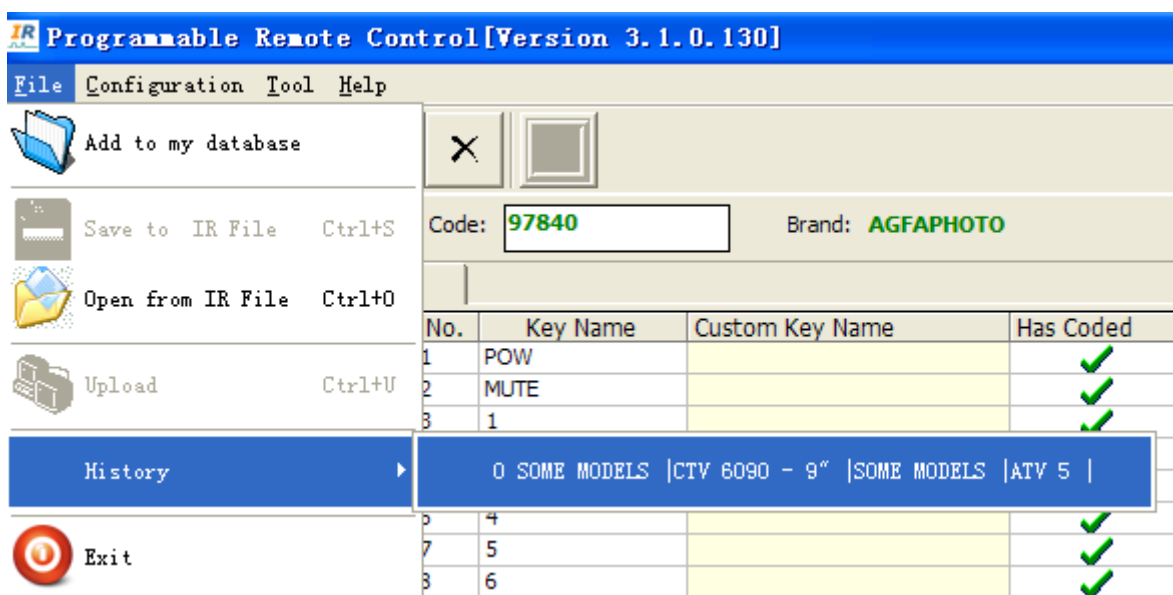 IR Programmable Remote Control[Version 3.1.0.130]
File Configuration Tool Help
Add to my database
Save to IR File Ctrl+S
Open from IR File Ctrl+O
Upload Ctrl+U
History
Exit
Code: 97840 Brand: AGFAPHOTO
No. Key Name Custom Key Name Has Coded
1 POW
2 MUTE
3 1
0 SOME MODELS |CTV 6090 - 9" |SOME MODELS |ATV 5 |
4
7 5
8 6